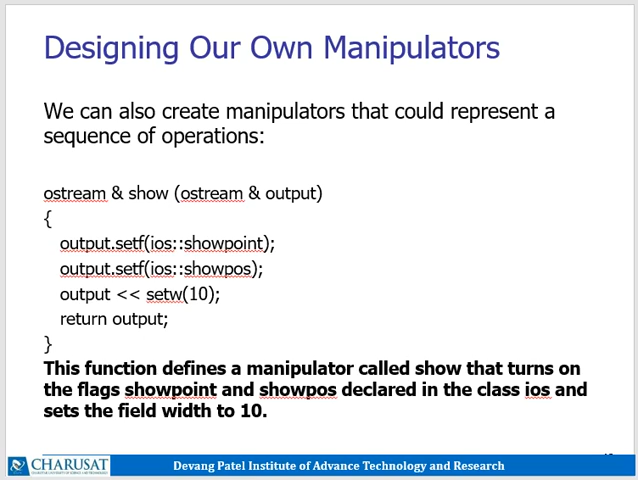 Designing Our Own Manipulators
We can also create manipulators that could represent a
sequence of operations:
ostream & show (ostream & output)
{
output.setf(ios::showpoint);
output.setf(ios::showpos);
output << setw(10);
return output;
}
This function defines a manipulator called show that turns on
the flags showpoint and showpos declared in the class ios and
sets the field width to 10.
CHARUSAT
Devang Patel Institute of Advance Technology and Research